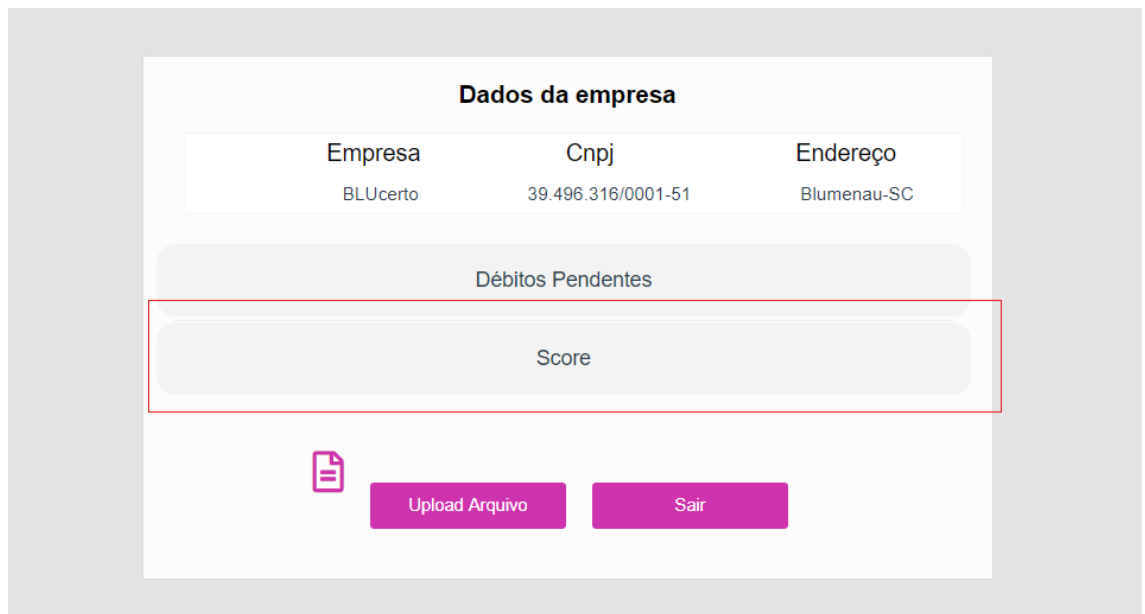 Dados da empresa
Empresa Cnpj Endereço
BLUcerto 39.496.316/0001-51 Blumenau-SC
Débitos Pendentes
Score
Upload Arquivo Sair